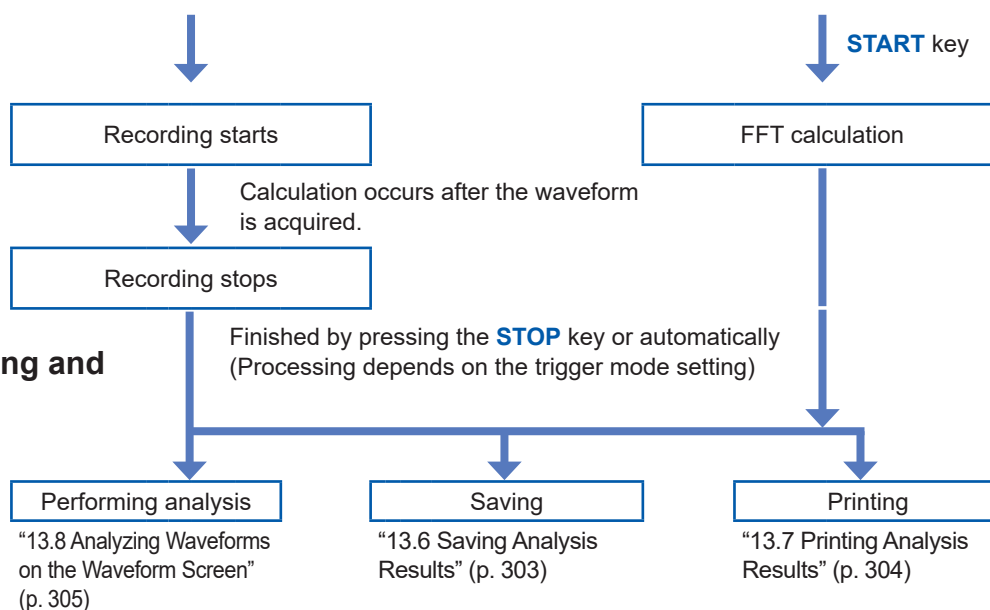 START key
Recording starts
FFT calculation
Calculation occurs after the waveform
is acquired.
Recording stops
Finished by pressing the STOP key or automatically
(Processing depends on the trigger mode setting)
ng and
Performing analysis
“13.8 Analyzing Waveforms
on the Waveform Screen”
(p. 305)
Saving
“13.6 Saving Analysis
Results” (p. 303)
Printing
“13.7 Printing Analysis
Results” (p. 304)